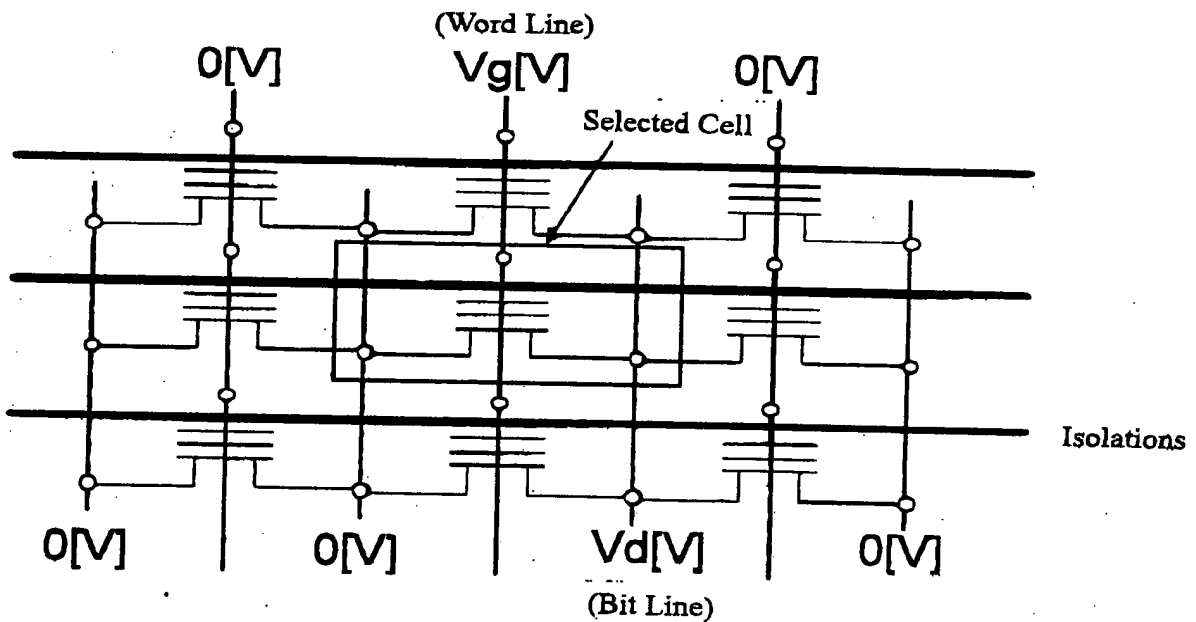 (Word Line)
0[V] Vg[V] 0[V]
Selected Cell
Isolations
0[V] 0[V] Vd[V] 0[V]
(Bit Line)